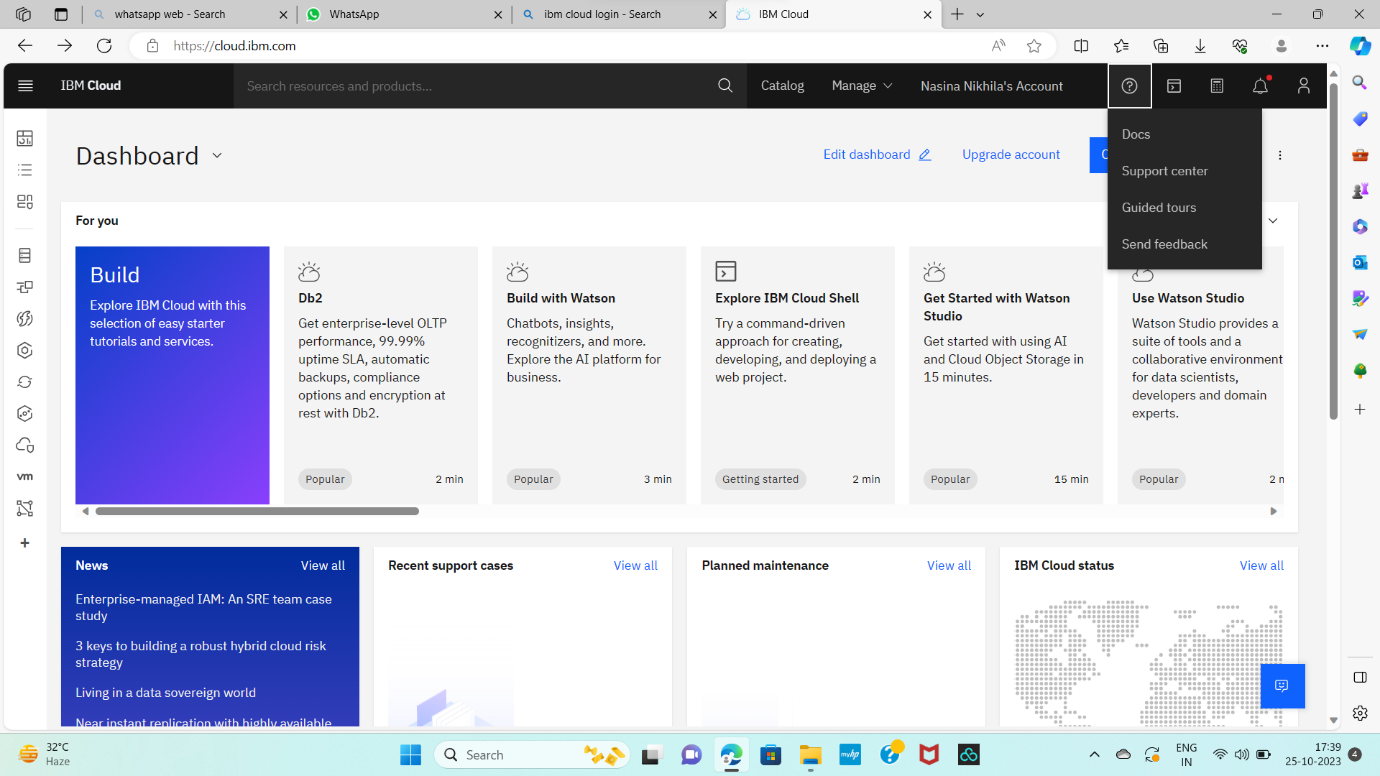 whatsapp web - Search
WhatsApp
ibm cloud login - Search
IBM Cloud
https://cloud.ibm.com
IBM Cloud
Search resources and products...
Catalog
Manage
Nasina Nikhila's Account
Docs
Support center
Guided tours
Send feedback
Dashboard
Edit dashboard
Upgrade account
For you
Build
Explore IBM Cloud with this
selection of easy starter
tutorials and services.
Db2
Get enterprise-level OLTP
performance, 99.99%
uptime SLA, automatic
backups, compliance
options and encryption at
rest with Db2.
Popular
2 min
Build with Watson
Chatbots, insights,
recognitizers, and more.
Explore the AI platform for
business.
Popular
3 min
Explore IBM Cloud Shell
Try a command-driven
approach for creating,
developing, and deploying a
web project.
Getting started
2 min
Get Started with Watson
Studio
Get started with using AI
and Cloud Object Storage in
15 minutes.
Popular
15 min
Use Watson Studio
Watson Studio provides a
suite of tools and a
collaborative environment
for data scientists,
developers and domain
experts.
Popular
2
vm
News
View all
Enterprise-managed IAM: An SRE team case
study
3 keys to building a robust hybrid cloud risk
strategy
Living in a data sovereign world
Near instant replication with highly available
Recent support cases
View all
Planned maintenance
View all
IBM Cloud status
View all
32°C
Haze
Search
myhp
ENG
IN
17:39
25-10-2023
4